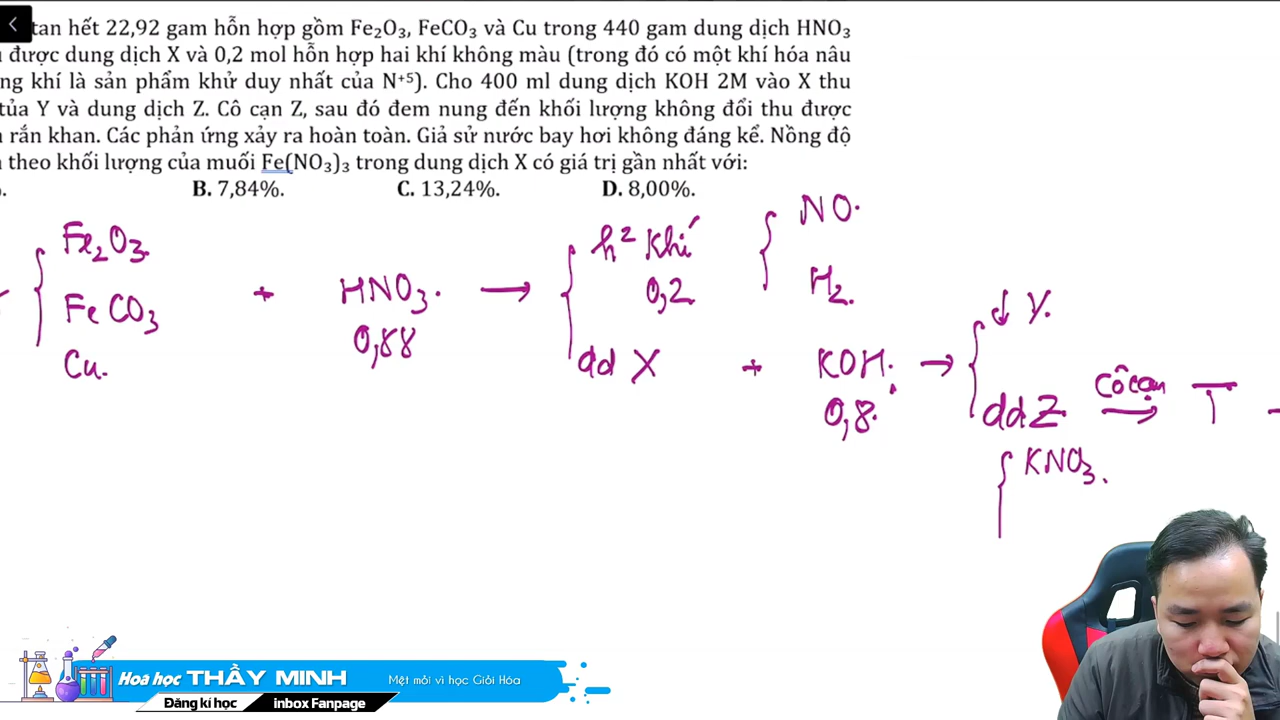 tan hết 22,92 gam hỗn hợp gồm Fe₂O₃, FeCO₃ và Cu trong 440 gam dung dịch HNO₃
được dung dịch X và 0,2 mol hỗn hợp hai khí không màu (trong đó có một khí hóa nâu
ng khí là sản phẩm khử duy nhất của N⁺⁵). Cho 400 ml dung dịch KOH 2M vào X thu
tủa Y và dung dịch Z. Cô cạn Z, sau đó đem nung đến khối lượng không đổi thu được
rắn khan. Các phản ứng xảy ra hoàn toàn. Giả sử nước bay hơi không đáng kể. Nồng độ
theo khối lượng của muối Fe(NO₃)₃ trong dung dịch X có giá trị gần nhất với:
B. 7,84%. C. 13,24%. D. 8,00%.
Fe₂O₃.
FeCO₃
Cu.
+
HNO₃.
0,88
→
h² khí
0,2
NO.
H₂.
dd X
+
KOH.
0,8.
→
↓ Y.
ddZ.
Cô cạn
→
T
KNO₃.
Hoá học THẦY MINH
Mệt mỏi vì học Giỏi Hóa
Đăng kí học
inbox Fanpage